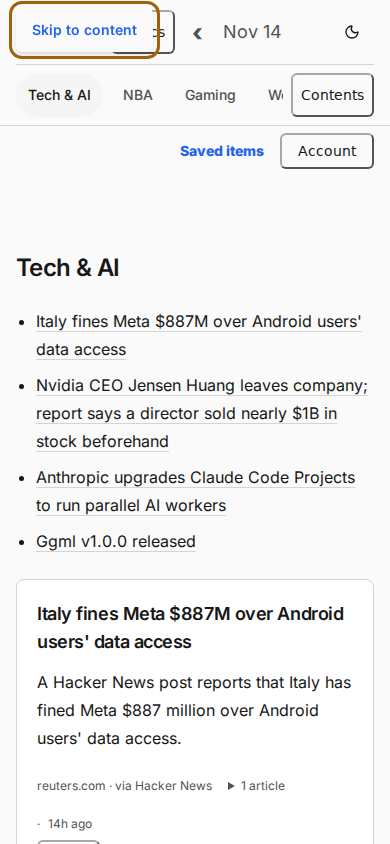 Skip to content
‹ Nov 14
Tech & AI NBA Gaming Contents
Saved items Account
Tech & AI
• Italy fines Meta $887M over Android users'
data access
• Nvidia CEO Jensen Huang leaves company;
report says a director sold nearly $1B in
stock beforehand
• Anthropic upgrades Claude Code Projects
to run parallel AI workers
• Ggml v1.0.0 released
Italy fines Meta $887M over Android
users' data access
A Hacker News post reports that Italy has
fined Meta $887 million over Android
users' data access.
reuters.com · via Hacker News ▶ 1 article
· 14h ago